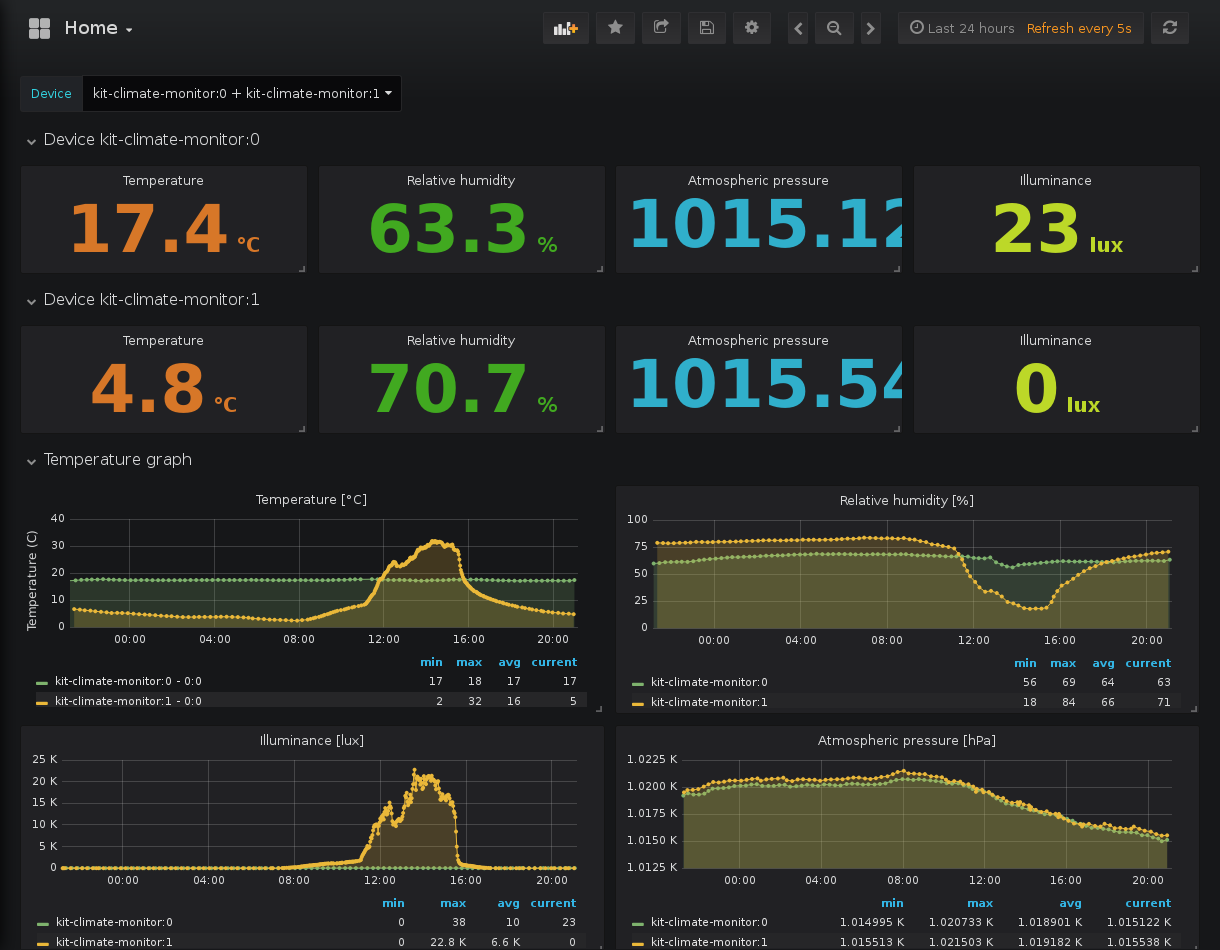 Home
Last 24 hours Refresh every 5s
Device kit-climate-monitor:0 + kit-climate-monitor:1
Device kit-climate-monitor:0
Temperature Relative humidity Atmospheric pressure Illuminance
17.4 °C 63.3 % 1015.12 23 lux
Device kit-climate-monitor:1
Temperature Relative humidity Atmospheric pressure Illuminance
4.8 °C 70.7 % 1015.54 0 lux
Temperature graph
Temperature [°C]
Temperature (C)
40
30
20
10
0
00:00 04:00 08:00 12:00 16:00 20:00
min max avg current
kit-climate-monitor:0 - 0:0 17 18 17 17
kit-climate-monitor:1 - 0:0 2 32 16 5
Relative humidity [%]
100
75
50
25
0
00:00 04:00 08:00 12:00 16:00 20:00
min max avg current
kit-climate-monitor:0 56 69 64 63
kit-climate-monitor:1 18 84 66 71
Illuminance [lux]
25 K
20 K
15 K
10 K
5 K
0
00:00 04:00 08:00 12:00 16:00 20:00
min max avg current
kit-climate-monitor:0 0 38 10 23
kit-climate-monitor:1 0 22.8 K 6.6 K 0
Atmospheric pressure [hPa]
1.0225 K
1.0200 K
1.0175 K
1.0150 K
1.0125 K
00:00 04:00 08:00 12:00 16:00 20:00
min max avg current
kit-climate-monitor:0 1.014995 K 1.020733 K 1.018901 K 1.015122 K
kit-climate-monitor:1 1.015513 K 1.021503 K 1.019182 K 1.015538 K